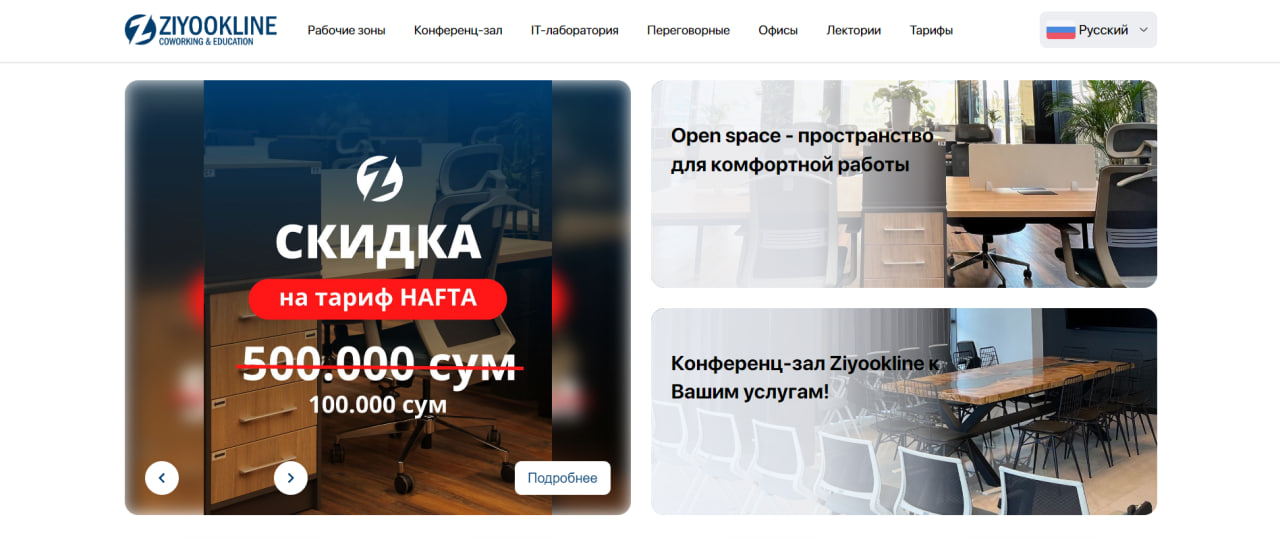 ZIYOOKLINE
COWORKING & EDUCATION
Рабочие зоны
Конференц-зал
IT-лаборатория
Переговорные
Офисы
Лектории
Тарифы
Русский
СКИДКА
на тариф HAFTA
500.000 сум
100.000 сум
Подробнее
Open space - пространство
для комфортной работы
Конференц-зал Ziyookline к
Вашим услугам!